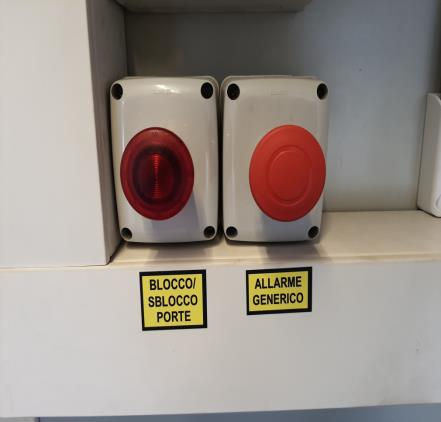 BLOCCO/
SBLOCCO
PORTE
ALLARME
GENERICO